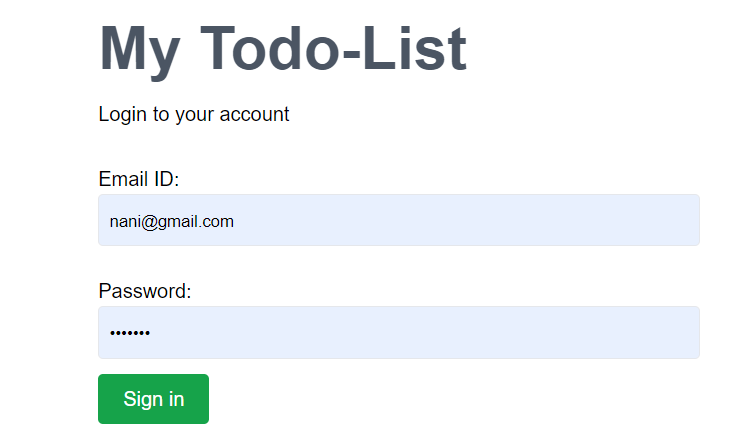 My Todo-List
Login to your account
Email ID:
nani@gmail.com
Password:
•••••••
Sign in